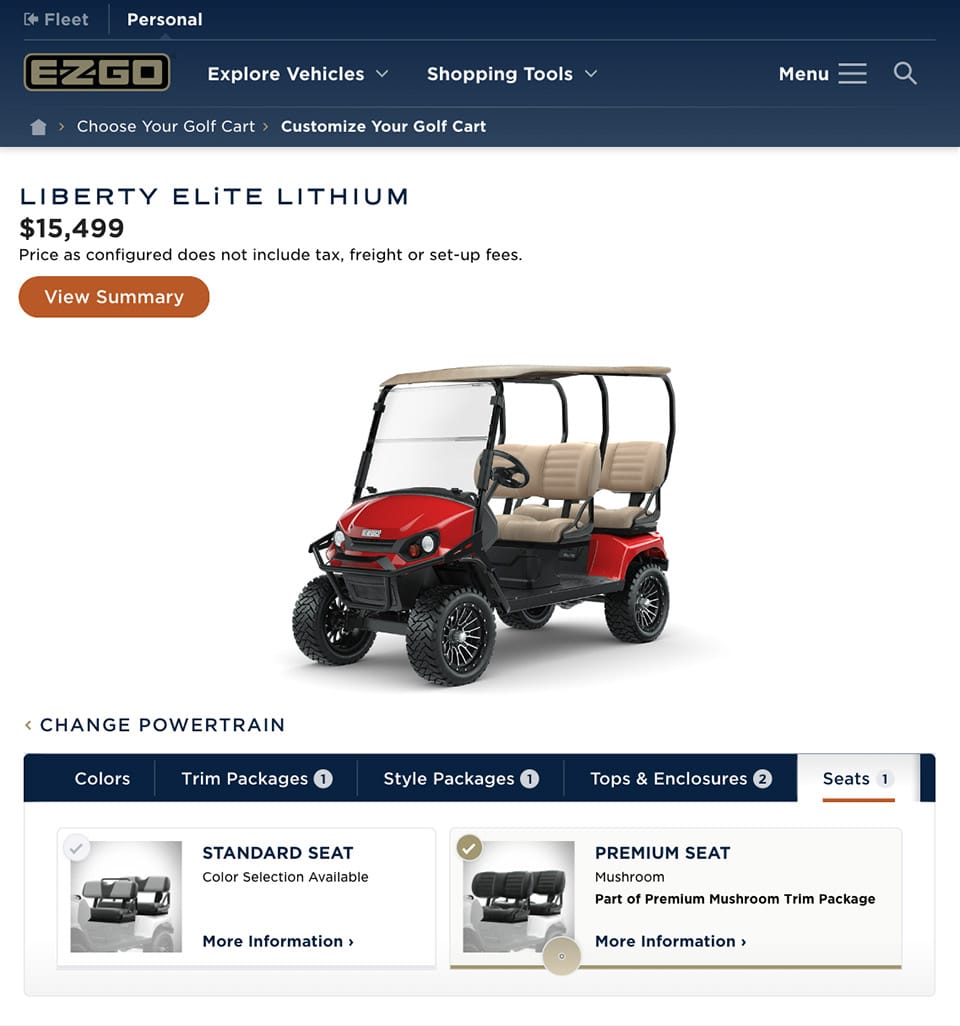 Fleet
Personal
EZGO
Explore Vehicles
Shopping Tools
Menu
Choose Your Golf Cart
Customize Your Golf Cart
LIBERTY ELiTE LITHIUM
$15,499
Price as configured does not include tax, freight or set-up fees.
View Summary
EZGO
‹ CHANGE POWERTRAIN
Colors
Trim Packages 1
Style Packages 1
Tops & Enclosures 2
Seats 1
STANDARD SEAT
Color Selection Available
More Information ›
PREMIUM SEAT
Mushroom
Part of Premium Mushroom Trim Package
More Information ›